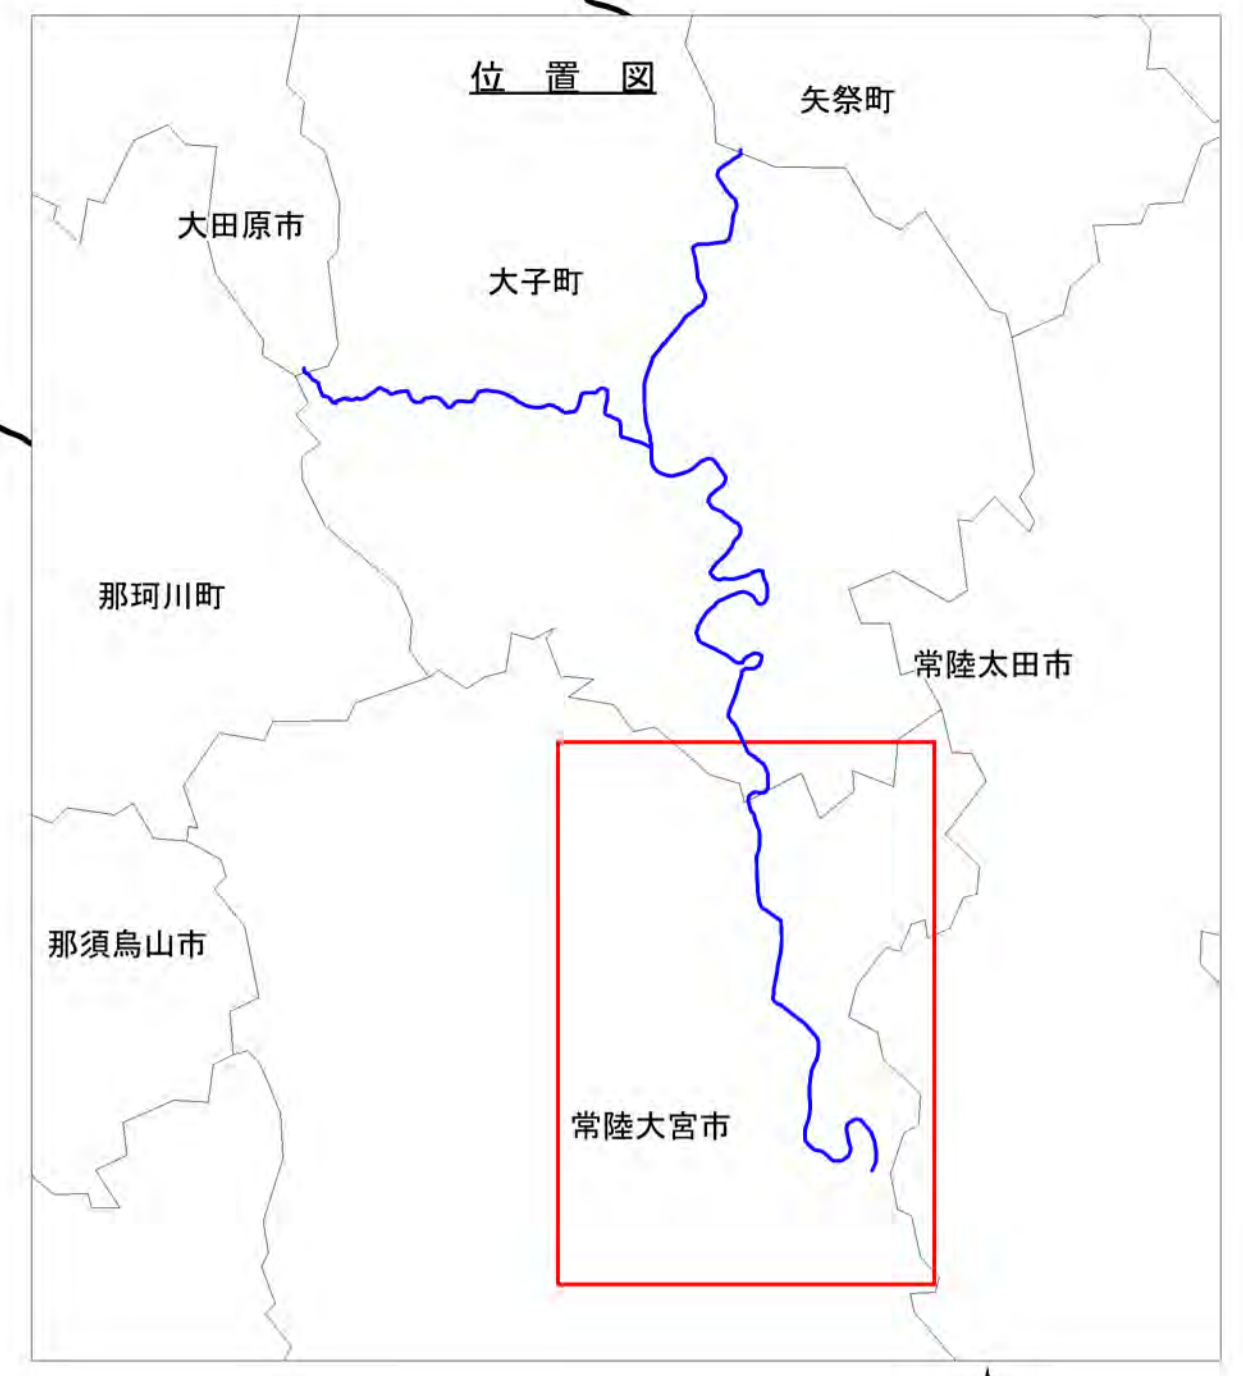 位 置 図
矢祭町
大田原市
大子町
那珂川町
常陸太田市
那須烏山市
常陸大宮市